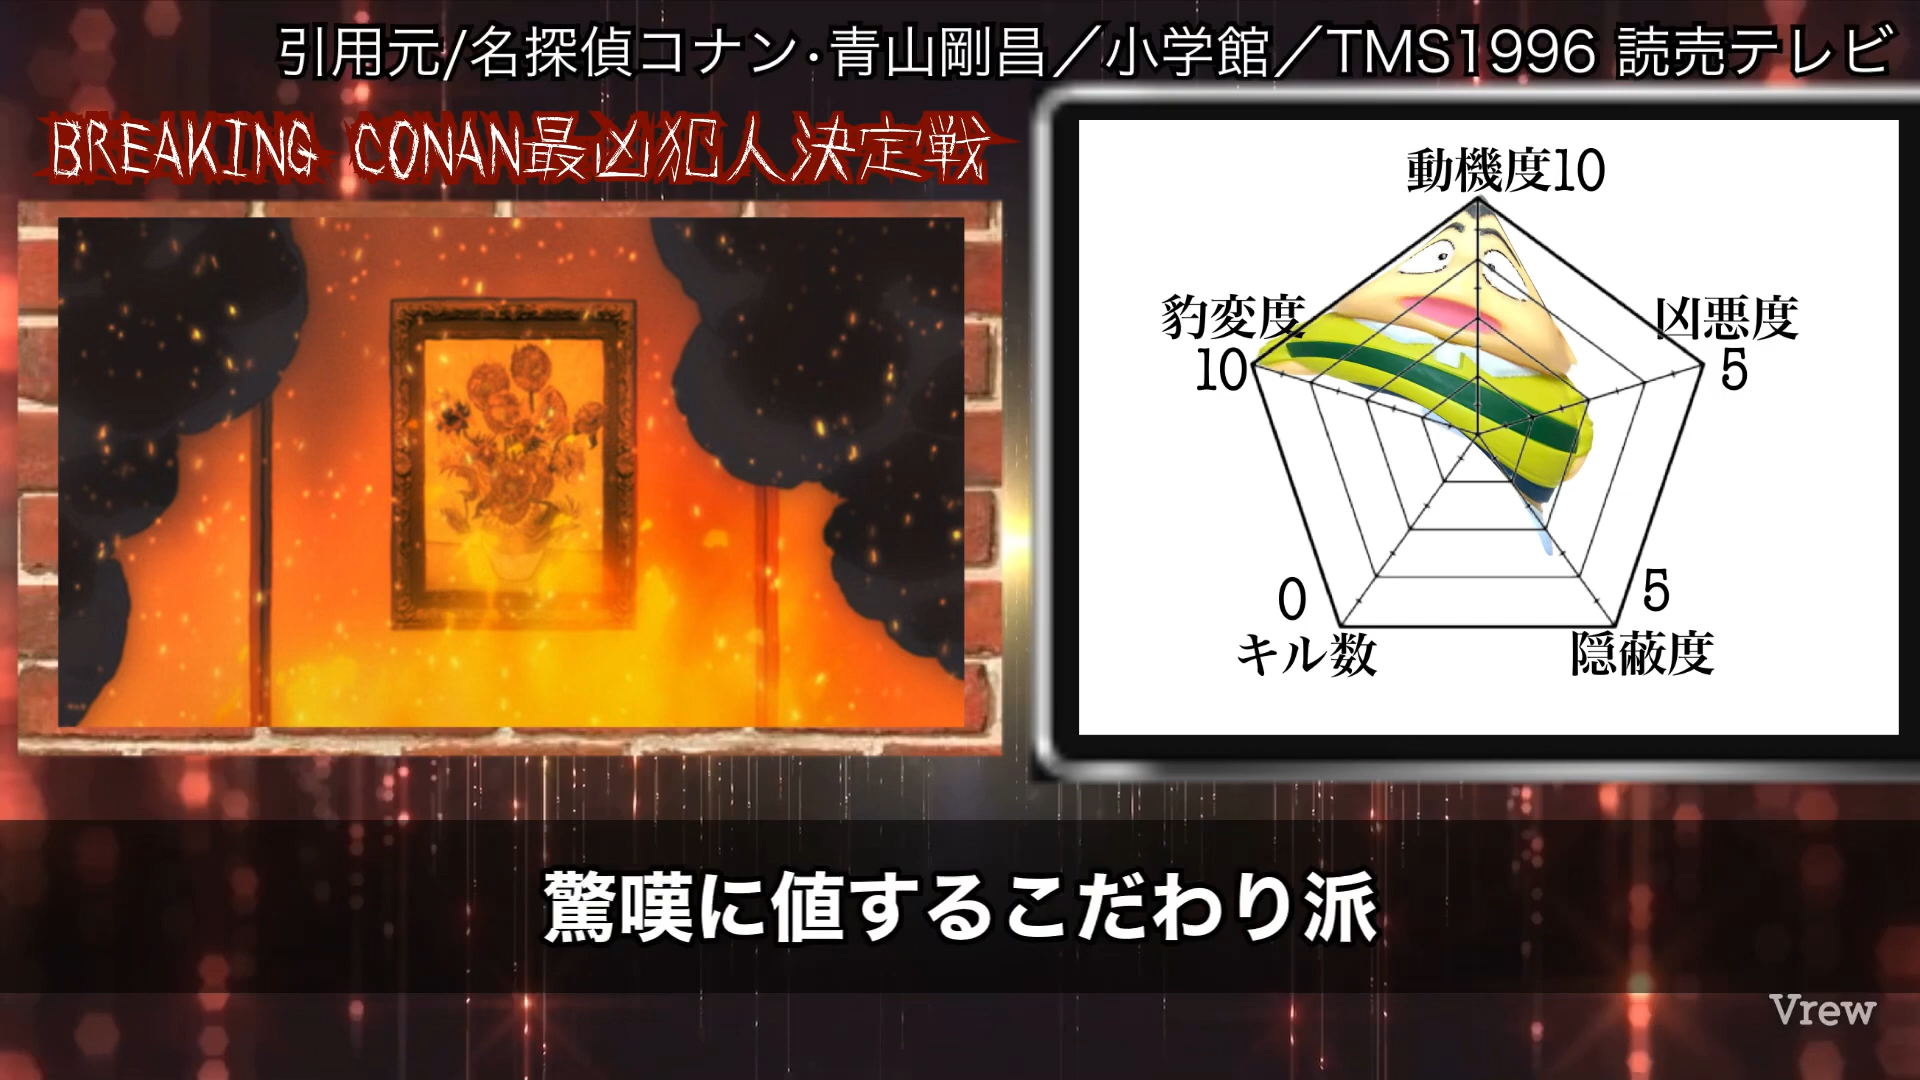 引用元/名探偵コナン・青山剛昌／小学館／TMS1996 読売テレビ
BREAKING CONAN最凶犯人決定戦
動機度10
豹変度
10
凶悪度
5
0
キル数
5
隠蔽度
驚嘆に値するこだわり派
Vrew